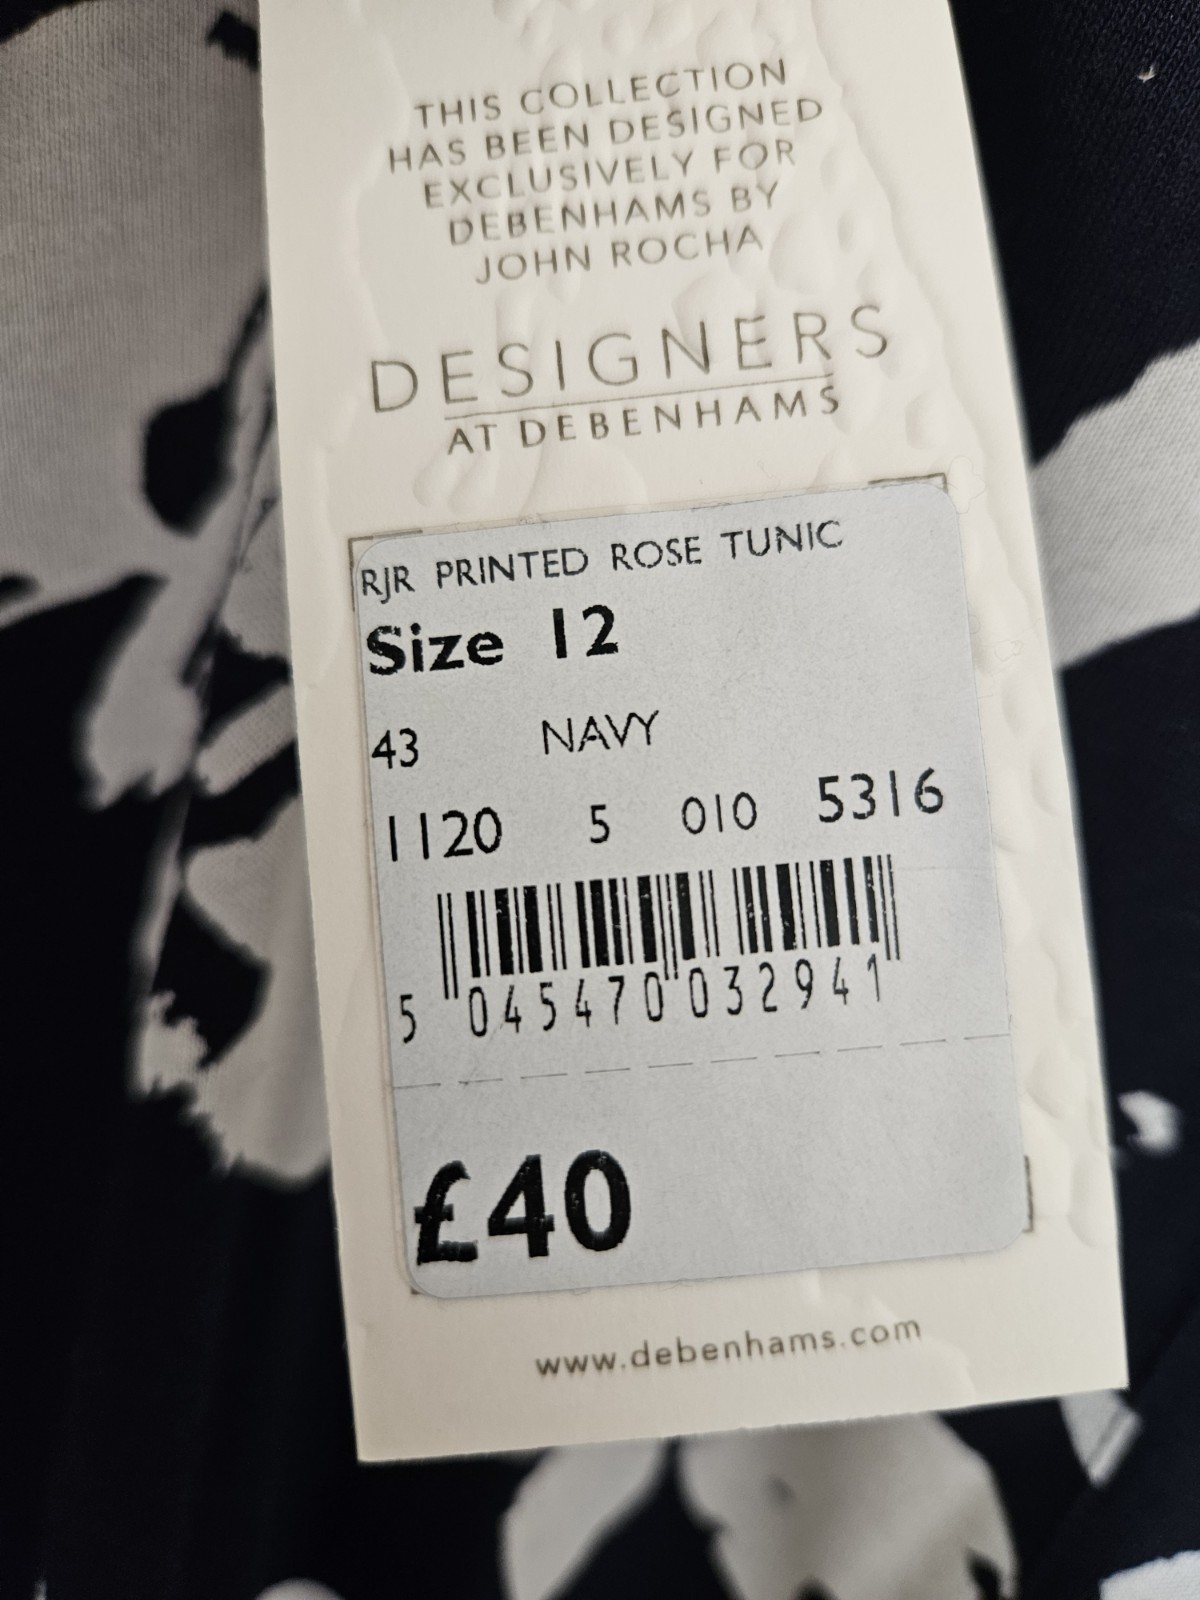 THIS COLLECTION
HAS BEEN DESIGNED
EXCLUSIVELY FOR
DEBENHAMS BY
JOHN ROCHA
DESIGNERS
AT DEBENHAMS
RJR PRINTED ROSE TUNIC
Size 12
43 NAVY
1120 5 010 5316
5 045470 032941
£40
www.debenhams.com